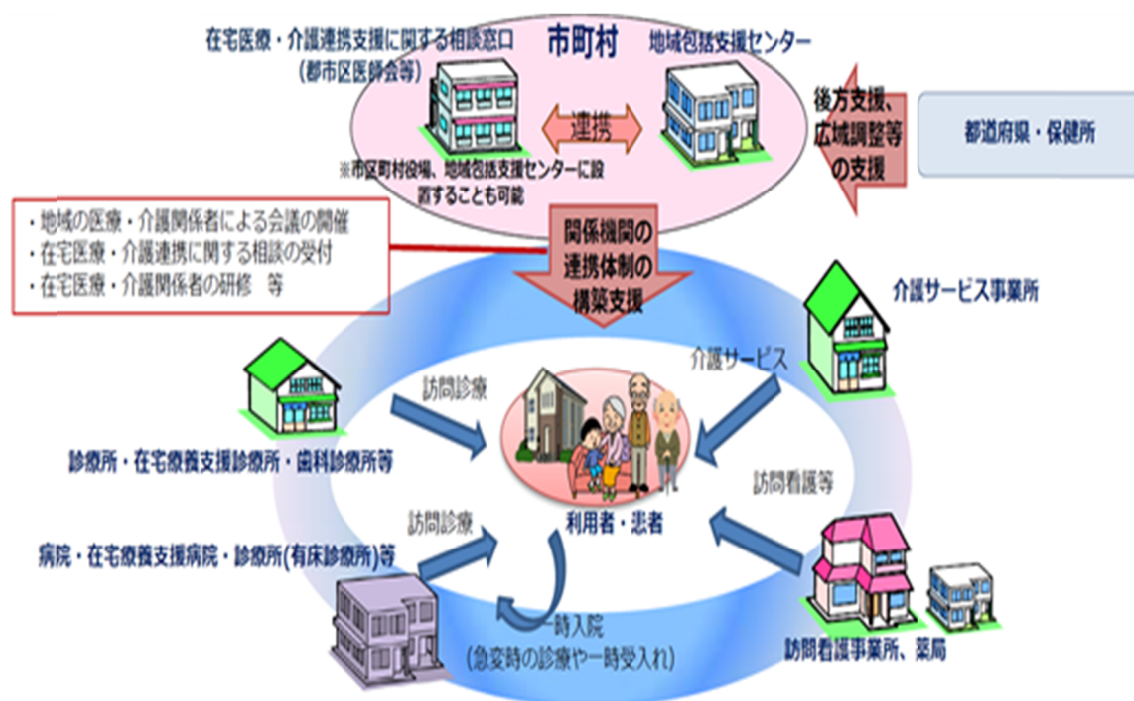 市町村
在宅医療・介護連携支援に関する相談窓口
(郡市区医師会等)
地域包括支援センター
連携
※市区町村役場、地域包括支援センターに設
置することも可能
後方支援、
広域調整等
の支援
都道府県・保健所
・地域の医療・介護関係者による会議の開催
・在宅医療・介護連携に関する相談の受付
・在宅医療・介護関係者の研修 等
関係機関の
連携体制の
構築支援
介護サービス事業所
介護サービス
訪問診療
診療所・在宅療養支援診療所・歯科診療所等
利用者・患者
訪問看護等
訪問診療
病院・在宅療養支援病院・診療所(有床診療所)等
一時入院
(急変時の診療や一時受入れ)
訪問看護事業所、薬局